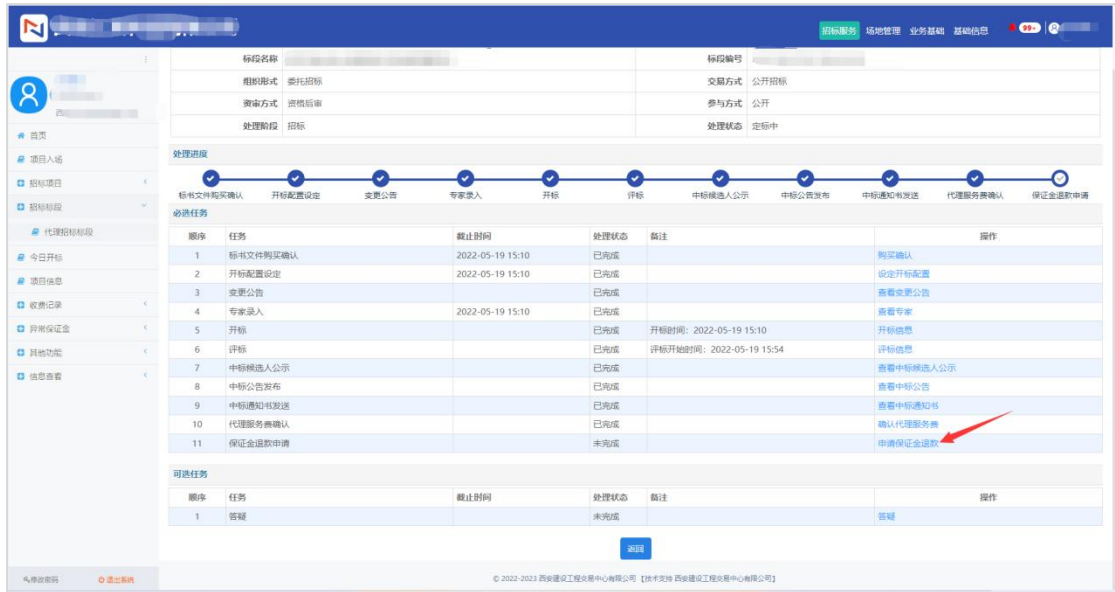 招标服务 场地管理 业务基础 基础信息 99+
标段名称 标段编号
组织形式 委托招标 交易方式 公开招标
资审方式 资格后审 参与方式 公开
处理阶段 招标 处理状态 定标中
首页
项目入场
招标项目
招标标段
代理招标标段
今日开标
项目信息
收费记录
异常保证金
其他功能
信息查看
修改密码 退出系统
处理进度
标书文件购买确认 开标配置设定 变更公告 专家录入 开标 评标 中标候选人公示 中标公告发布 中标通知书发送 代理服务费确认 保证金退款申请
必选任务
顺序 任务 截止时间 处理状态 备注 操作
1 标书文件购买确认 2022-05-19 15:10 已完成 购买确认
2 开标配置设定 2022-05-19 15:10 已完成 设定开标配置
3 变更公告 已完成 查看变更公告
4 专家录入 2022-05-19 15:10 已完成 查看专家
5 开标 已完成 开标时间：2022-05-19 15:10 开标信息
6 评标 已完成 评标开始时间：2022-05-19 15:54 评标信息
7 中标候选人公示 已完成 查看中标候选人公示
8 中标公告发布 已完成 查看中标公告
9 中标通知书发送 已完成 查看中标通知书
10 代理服务费确认 已完成 确认代理服务费
11 保证金退款申请 未完成 申请保证金退款
可选任务
顺序 任务 截止时间 处理状态 备注 操作
1 答疑 未完成 答疑
返回
© 2022-2023 西安建设工程交易中心有限公司 【技术支持 西安建设工程交易中心有限公司】